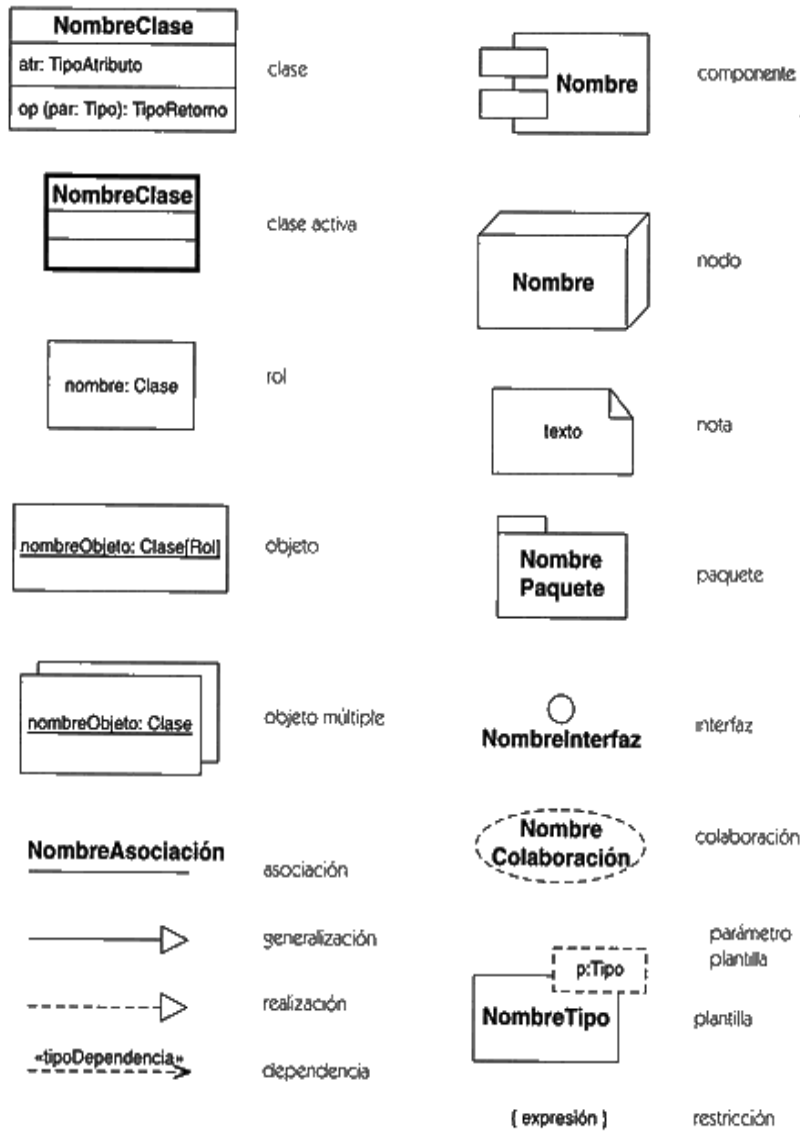 NombreClase
atr: TipoAtributo
op (par: Tipo): TipoRetorno
clase
NombreClase
clase activa
nombre: Clase
rol
nombreObjeto: Clase[Rol]
objeto
nombreObjeto: Clase
objeto múltiple
NombreAsociación
asociación
generalización
realización
«tipoDependencia»
dependencia
Nombre
componente
Nombre
nodo
texto
nota
Nombre
Paquete
paquete
NombreInterfaz
interfaz
Nombre
Colaboración
colaboración
p:Tipo
parámetro
plantilla
NombreTipo
plantilla
{ expresión }
restricción